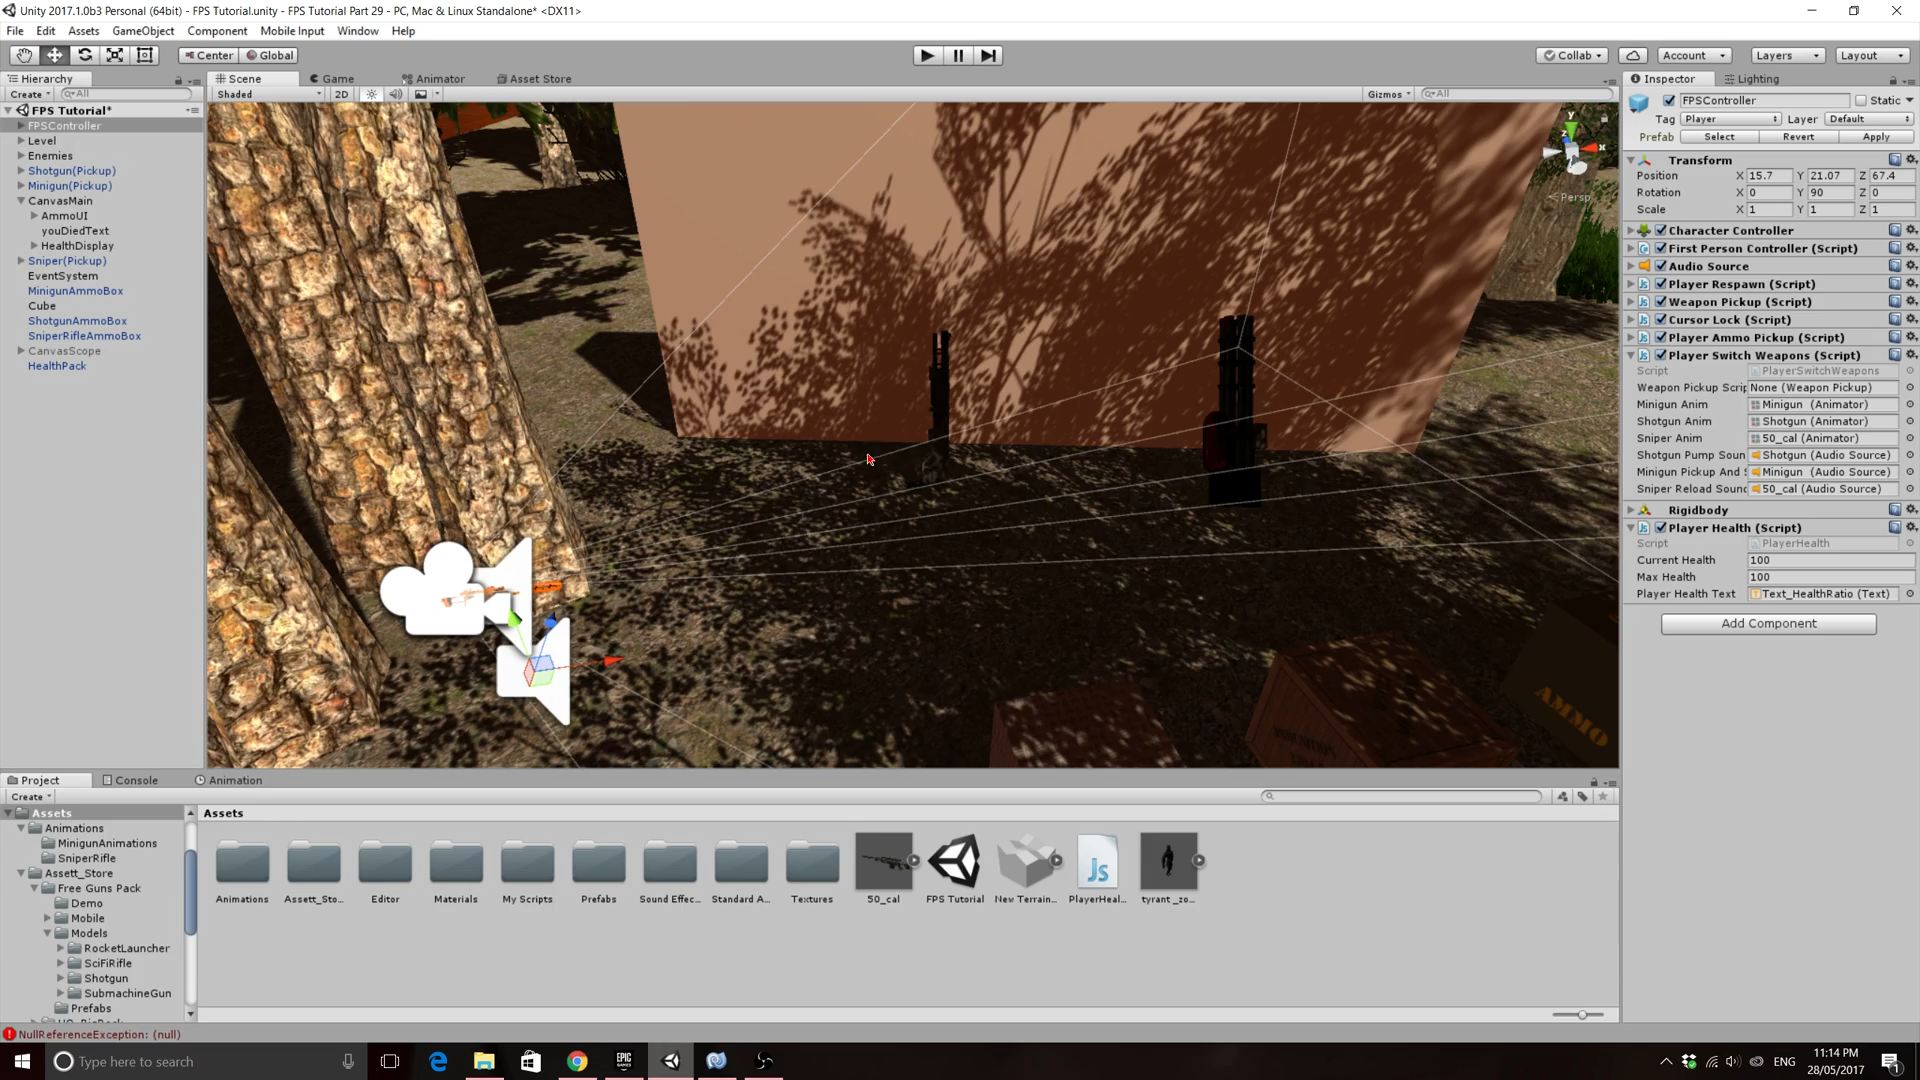 Unity 2017.1.0b3 Personal (64bit) - FPS Tutorial.unity - FPS Tutorial Part 29 - PC, Mac & Linux Standalone* <DX11>
File Edit Assets GameObject Component Mobile Input Window Help
Center Global Collab Account Layers Layout
Hierarchy
Create All
FPS Tutorial*
FPSController
Level
Enemies
Shotgun(Pickup)
Minigun(Pickup)
CanvasMain
AmmoUI
youDiedText
HealthDisplay
Sniper(Pickup)
EventSystem
MinigunAmmoBox
Cube
ShotgunAmmoBox
SniperRifleAmmoBox
CanvasScope
HealthPack
Scene Game Animator Asset Store
Shaded 2D Gizmos All
y
z x
Persp
AMMO
Inspector Lighting
FPSController Static
Tag Player Layer Default
Prefab Select Revert Apply
Transform
Position X 15.7 Y 21.07 Z 67.4
Rotation X 0 Y 90 Z 0
Scale X 1 Y 1 Z 1
Character Controller
First Person Controller (Script)
Audio Source
Player Respawn (Script)
Weapon Pickup (Script)
Cursor Lock (Script)
Player Ammo Pickup (Script)
Player Switch Weapons (Script)
Script PlayerSwitchWeapons
Weapon Pickup Scrip None (Weapon Pickup)
Minigun Anim Minigun (Animator)
Shotgun Anim Shotgun (Animator)
Sniper Anim 50_cal (Animator)
Shotgun Pump Soun Shotgun (Audio Source)
Minigun Pickup And S Minigun (Audio Source)
Sniper Reload Sound 50_cal (Audio Source)
Rigidbody
Player Health (Script)
Script PlayerHealth
Current Health 100
Max Health 100
Player Health Text Text_HealthRatio (Text)
Add Component
Project Console Animation
Create
Assets
Animations
MinigunAnimations
SniperRifle
Assett_Store
Free Guns Pack
Demo
Mobile
Models
RocketLauncher
SciFiRifle
Shotgun
SubmachineGun
Prefabs
Assets
Animations Assett_Sto... Editor Materials My Scripts Prefabs Sound Effec... Standard A... Textures 50_cal FPS Tutorial New Terrain... PlayerHeal... tyrant _zo...
Js
NullReferenceException: (null)
Type here to search
EPIC GAMES
ENG
11:14 PM
28/05/2017
1